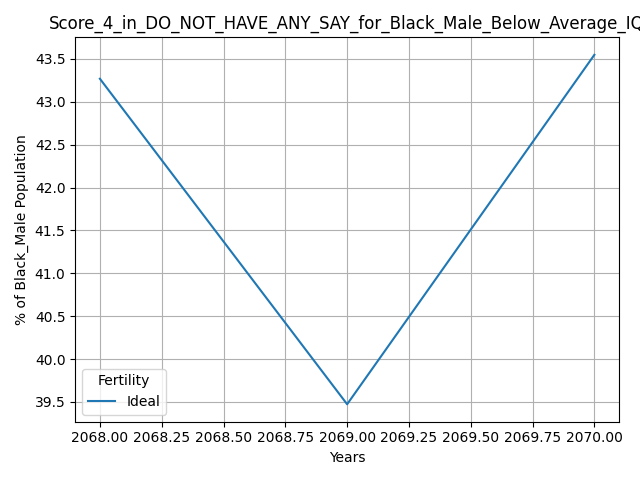 Score_4_in_DO_NOT_HAVE_ANY_SAY_for_Black_Male_Below_Average_IQ
43.5
43.0
42.5
42.0
41.5
41.0
40.5
40.0
39.5
% of Black_Male Population
Fertility
Ideal
2068.00 2068.25 2068.50 2068.75 2069.00 2069.25 2069.50 2069.75 2070.00
Years